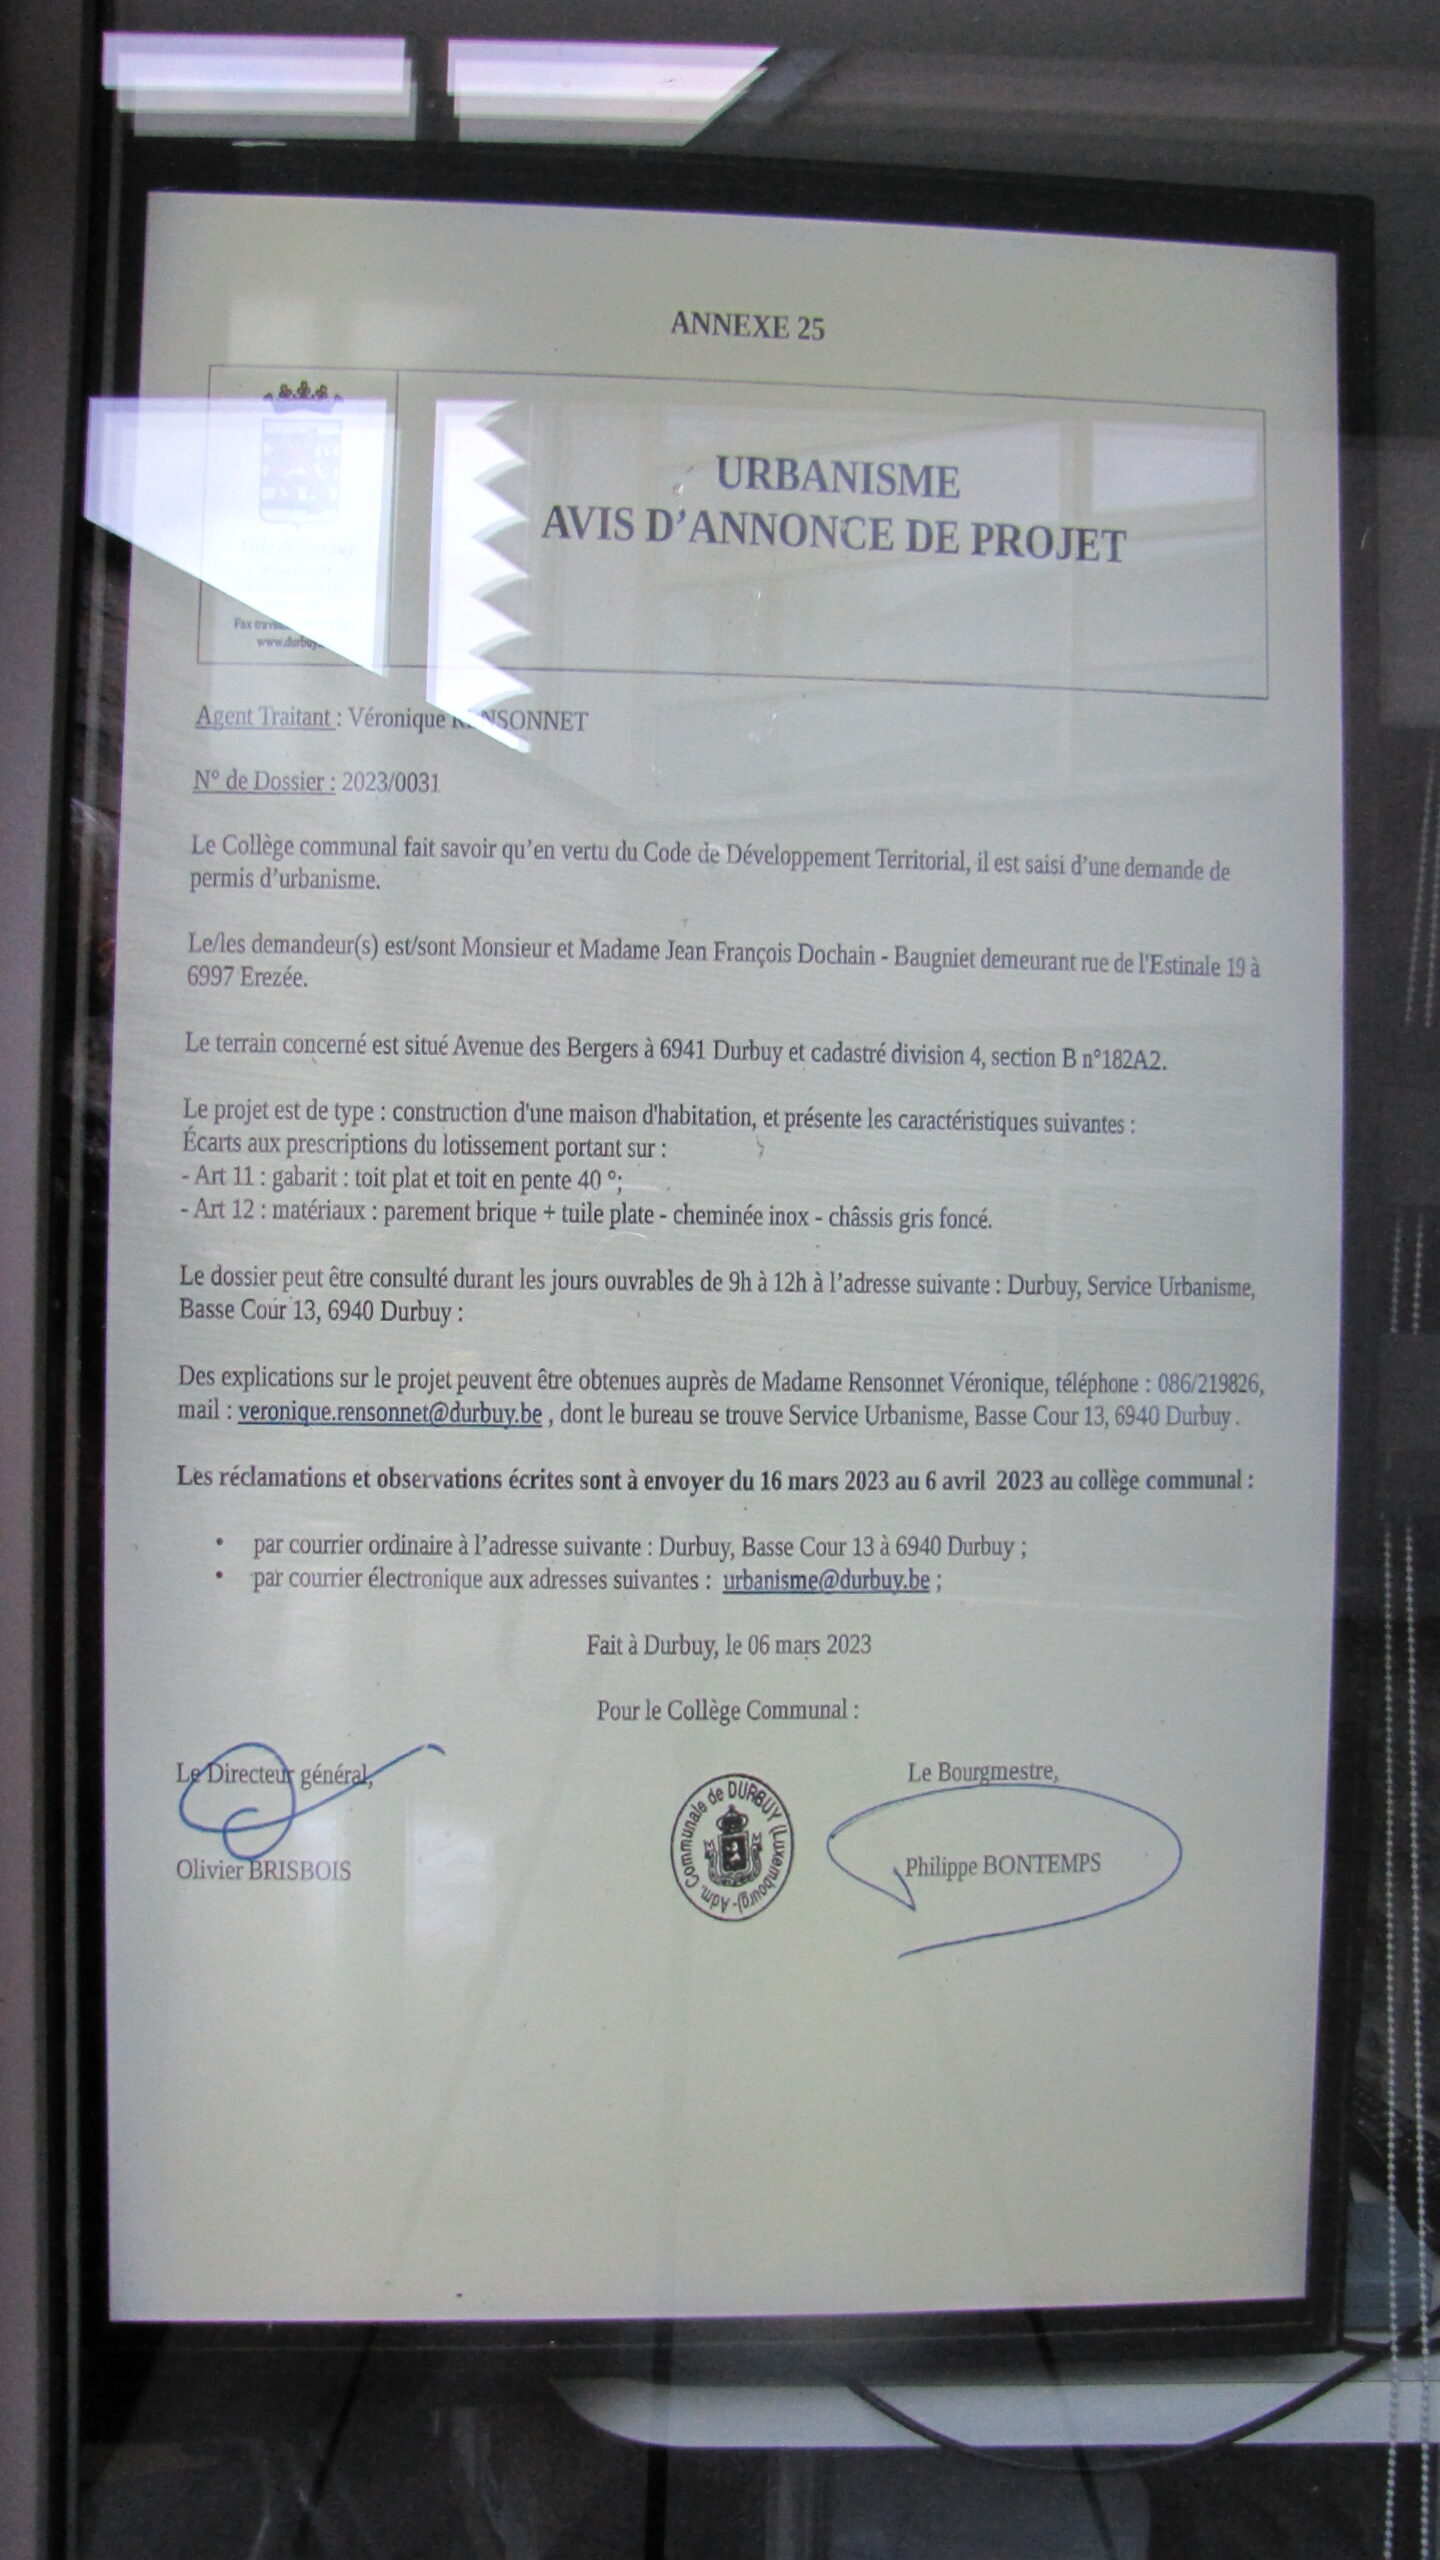 ANNEXE 25
Ville de Durbuy
Fax
www.durbuy
URBANISME
AVIS D’ANNONCE DE PROJET
Agent Traitant : Véronique RENSONNET
N° de Dossier : 2023/0031
Le Collège communal fait savoir qu’en vertu du Code de Développement Territorial, il est saisi d’une demande de
permis d’urbanisme.
Le/les demandeur(s) est/sont Monsieur et Madame Jean François Dochain - Baugniet demeurant rue de l'Estinale 19 à
6997 Erezée.
Le terrain concerné est situé Avenue des Bergers à 6941 Durbuy et cadastré division 4, section B n°182A2.
Le projet est de type : construction d'une maison d'habitation, et présente les caractéristiques suivantes :
Écarts aux prescriptions du lotissement portant sur :
- Art 11 : gabarit : toit plat et toit en pente 40 °;
- Art 12 : matériaux : parement brique + tuile plate - cheminée inox - châssis gris foncé.
Le dossier peut être consulté durant les jours ouvrables de 9h à 12h à l’adresse suivante : Durbuy, Service Urbanisme,
Basse Cour 13, 6940 Durbuy :
Des explications sur le projet peuvent être obtenues auprès de Madame Rensonnet Véronique, téléphone : 086/219826,
mail : veronique.rensonnet@durbuy.be , dont le bureau se trouve Service Urbanisme, Basse Cour 13, 6940 Durbuy .
Les réclamations et observations écrites sont à envoyer du 16 mars 2023 au 6 avril 2023 au collège communal :
• par courrier ordinaire à l’adresse suivante : Durbuy, Basse Cour 13 à 6940 Durbuy ;
• par courrier électronique aux adresses suivantes : urbanisme@durbuy.be ;
Fait à Durbuy, le 06 mars 2023
Pour le Collège Communal :
Le Directeur général,
Olivier BRISBOIS
Adm. Communale de DURBUY (Luxembourg)-
Le Bourgmestre,
Philippe BONTEMPS